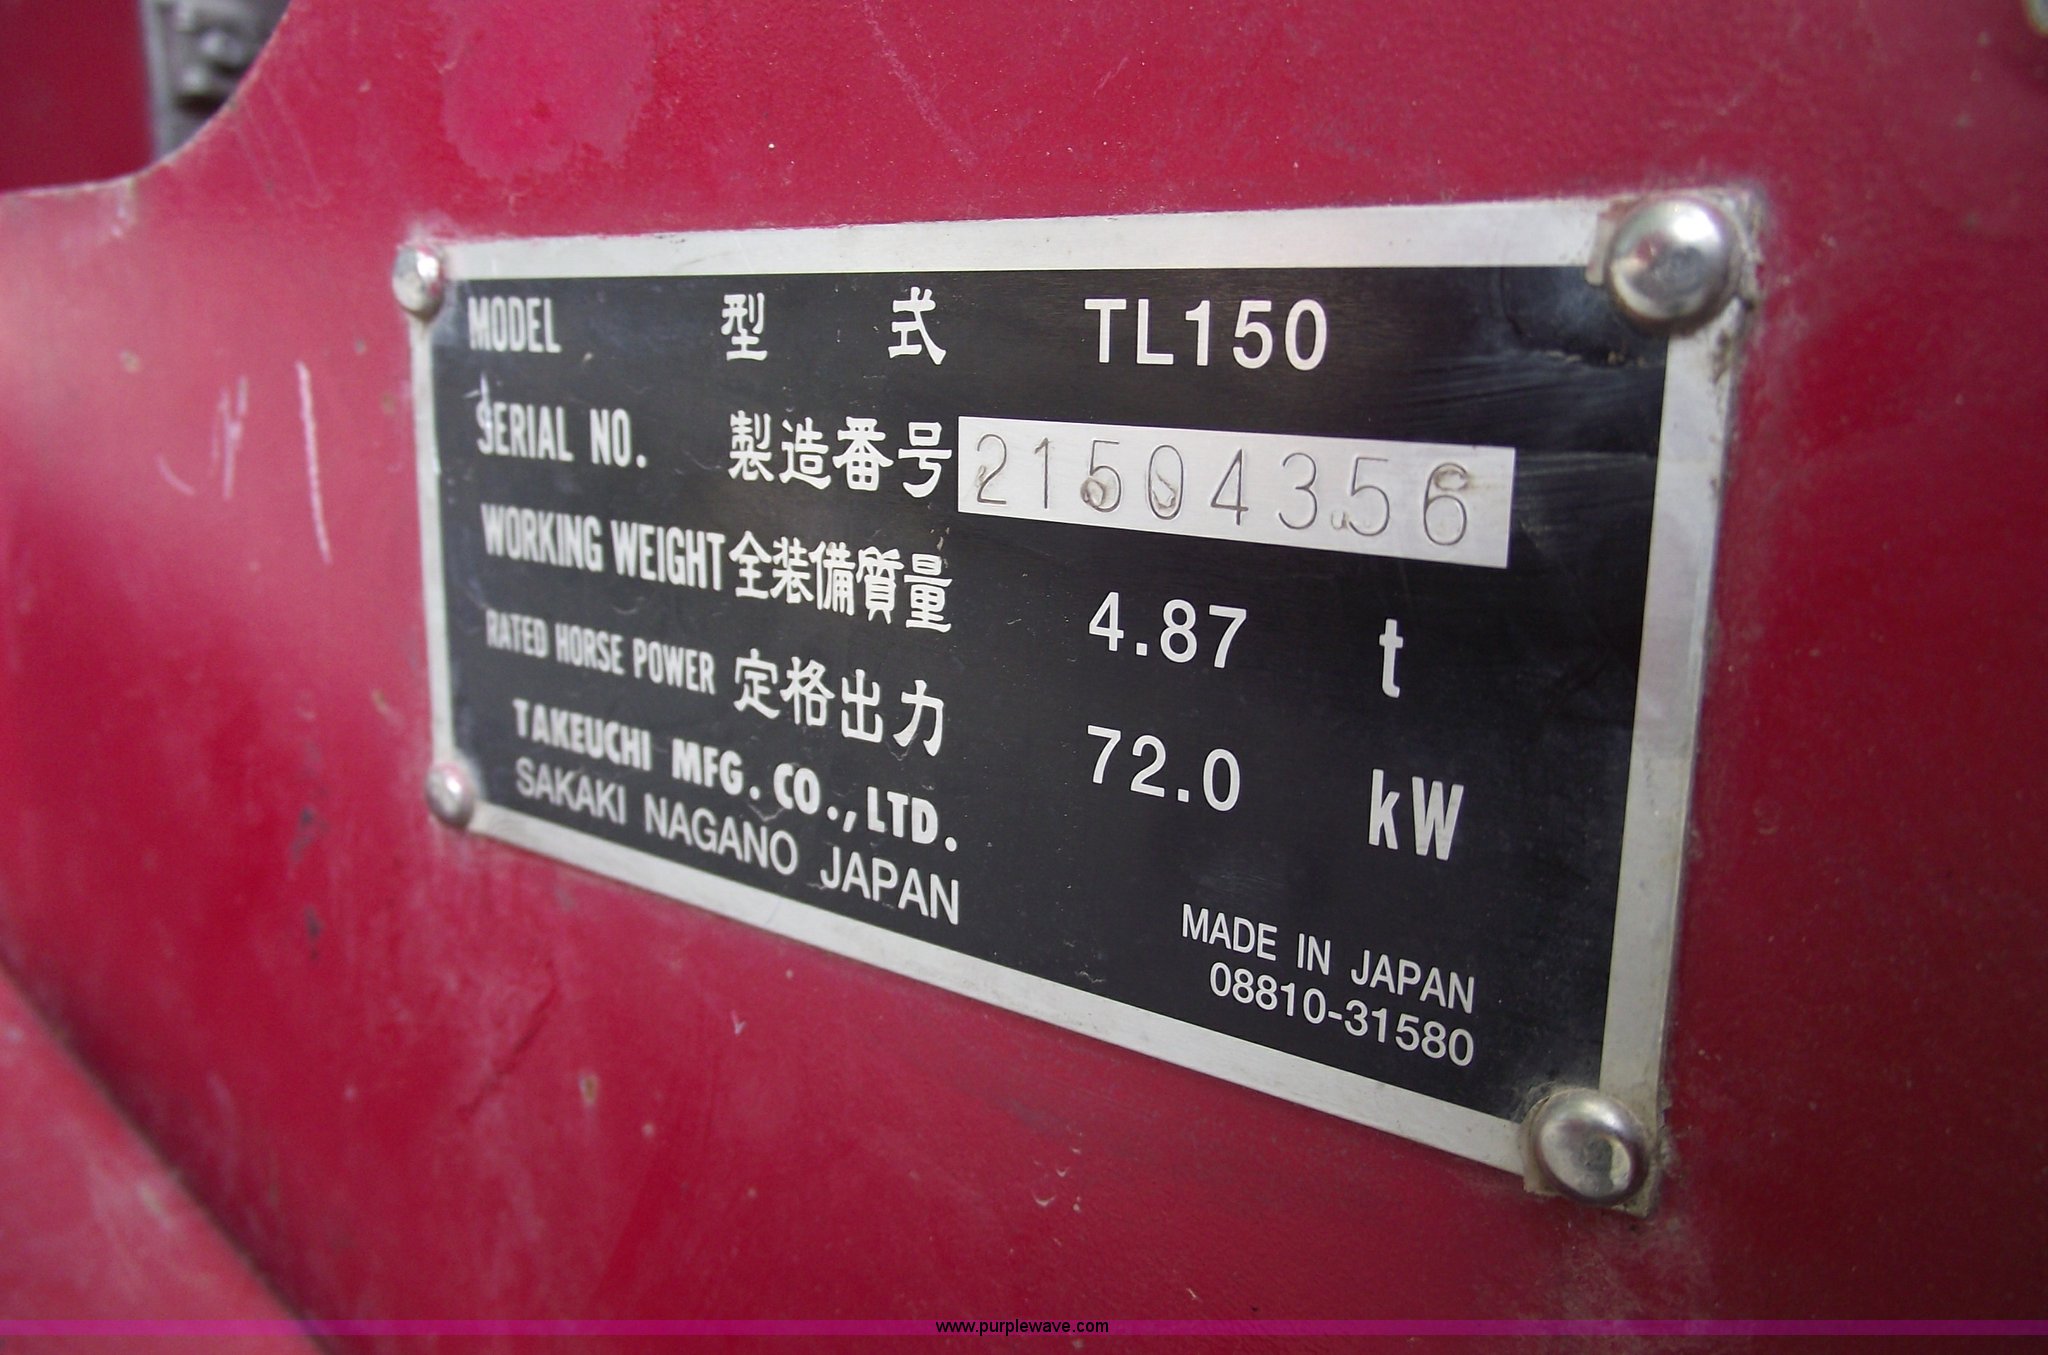 MODEL 型式 TL150
SERIAL NO. 製造番号 21504356
WORKING WEIGHT 全装備質量 4.87 t
RATED HORSE POWER 定格出力 72.0 kW
TAKEUCHI MFG. CO., LTD.
SAKAKI NAGANO JAPAN
MADE IN JAPAN
08810-31580
www.purplewave.com